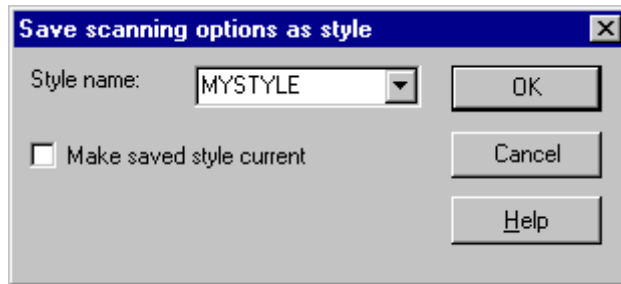 Save scanning options as style
Style name: MYSTYLE OK
Make saved style current Cancel
Help